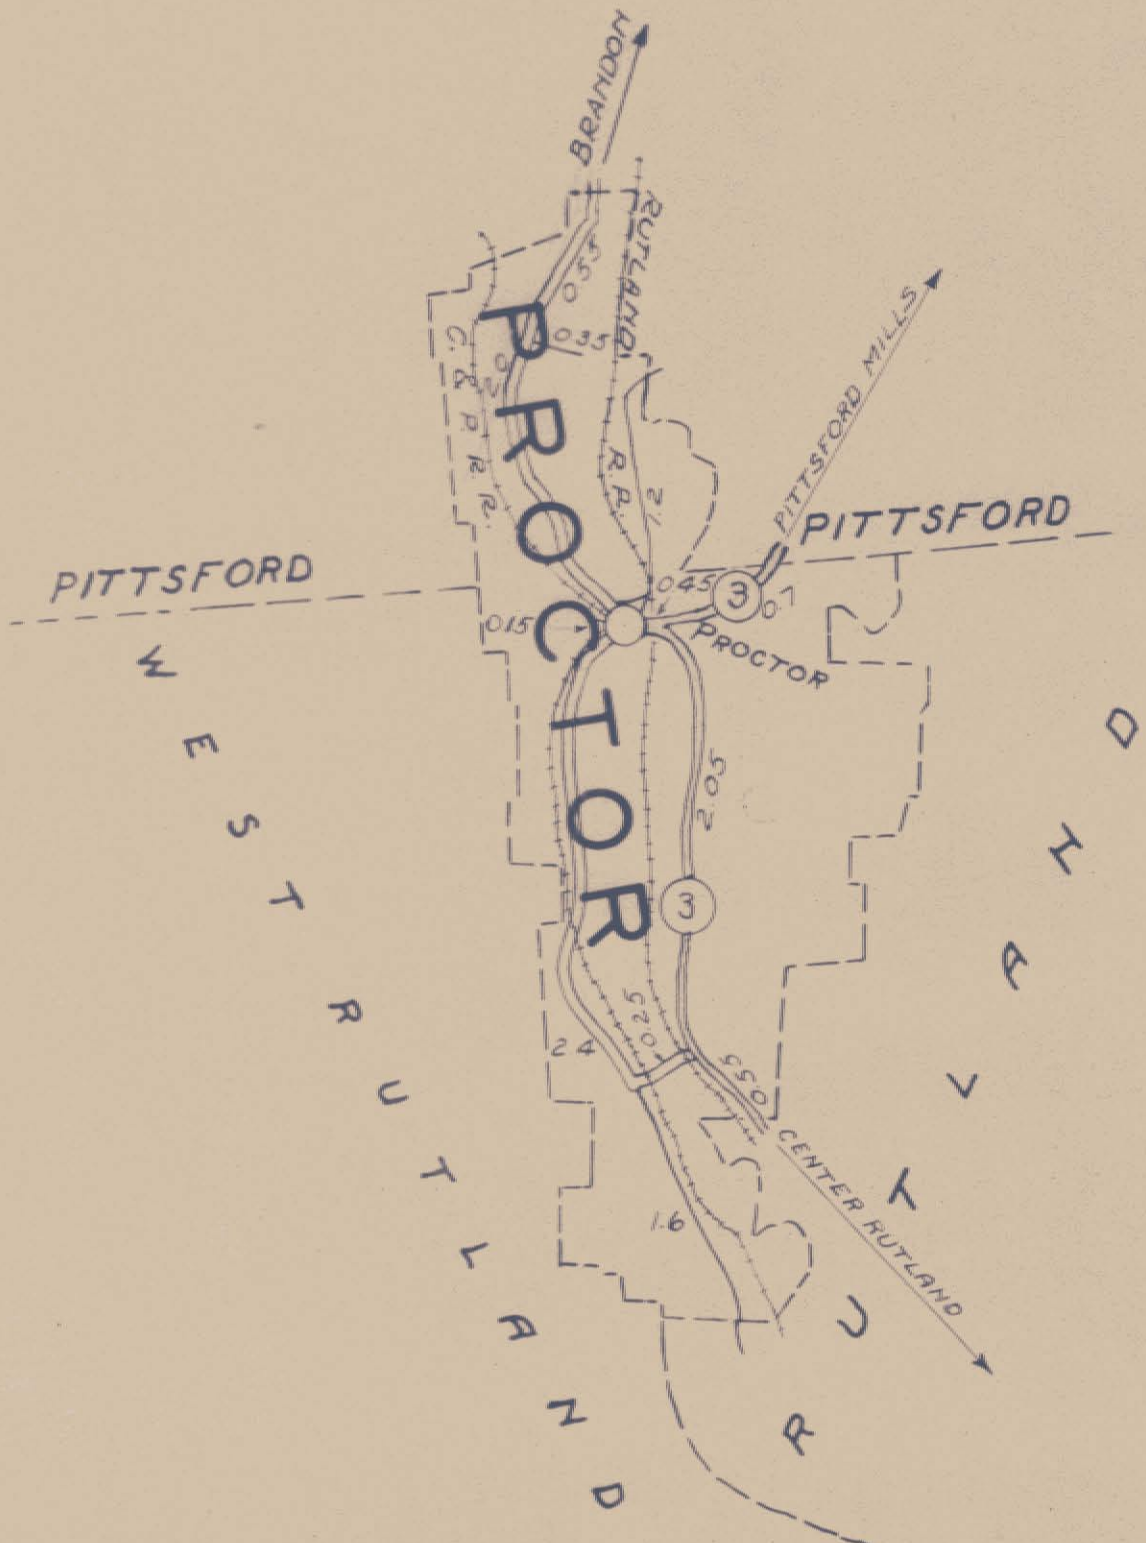 BRANDON
RUTLAND
R.R.
0.55
0.35
C. & P. R. R.
PITTSFORD MILLS
2.1
PITTSFORD
PITTSFORD
0.45
3
0.7
0.15
PROCTOR
PROCTOR
2.05
3
0.25
2.4
0.55
CENTER RUTLAND
1.6
WEST RUTLAND
RUTLAND